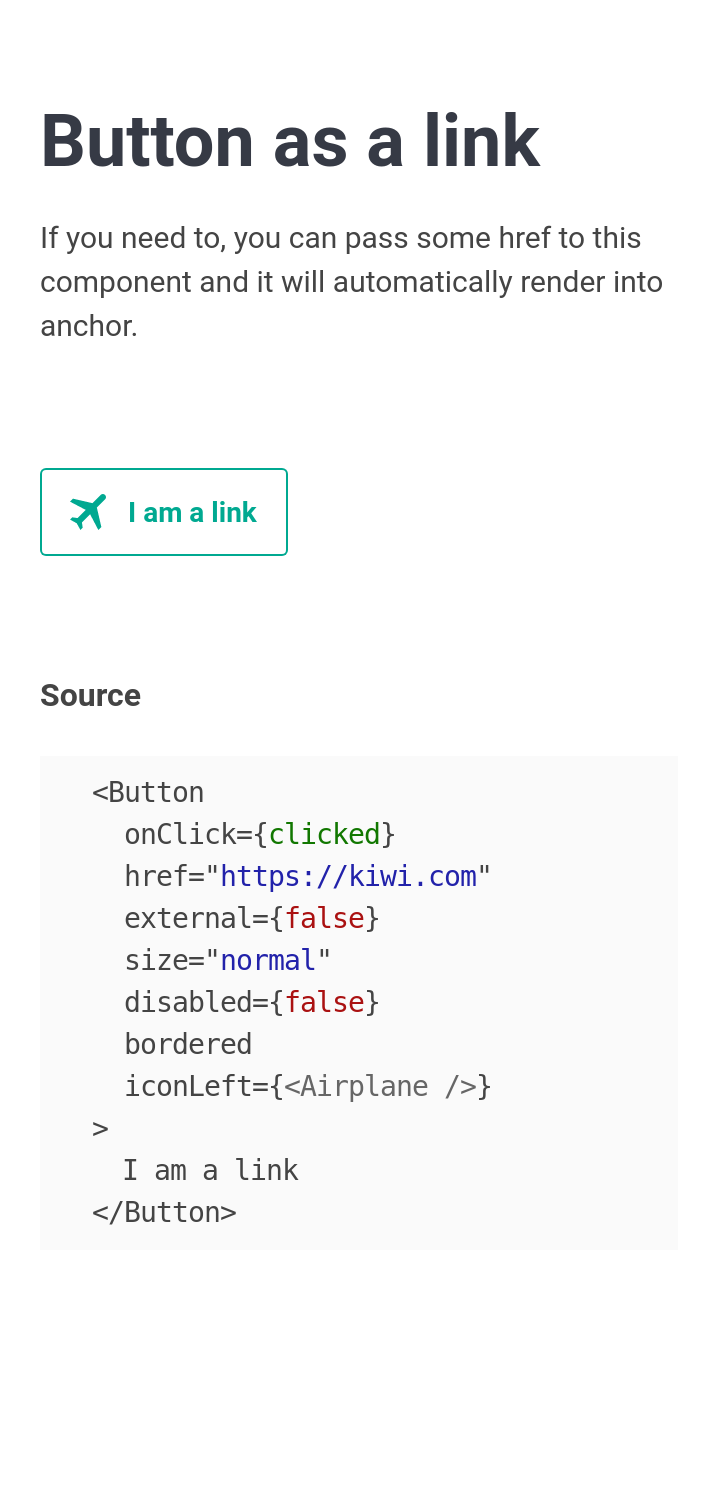 Button as a link
If you need to, you can pass some href to this
component and it will automatically render into
anchor.
I am a link
Source
<Button
  onClick={clicked}
  href="https://kiwi.com"
  external={false}
  size="normal"
  disabled={false}
  bordered
  iconLeft={<Airplane />}
>
  I am a link
</Button>